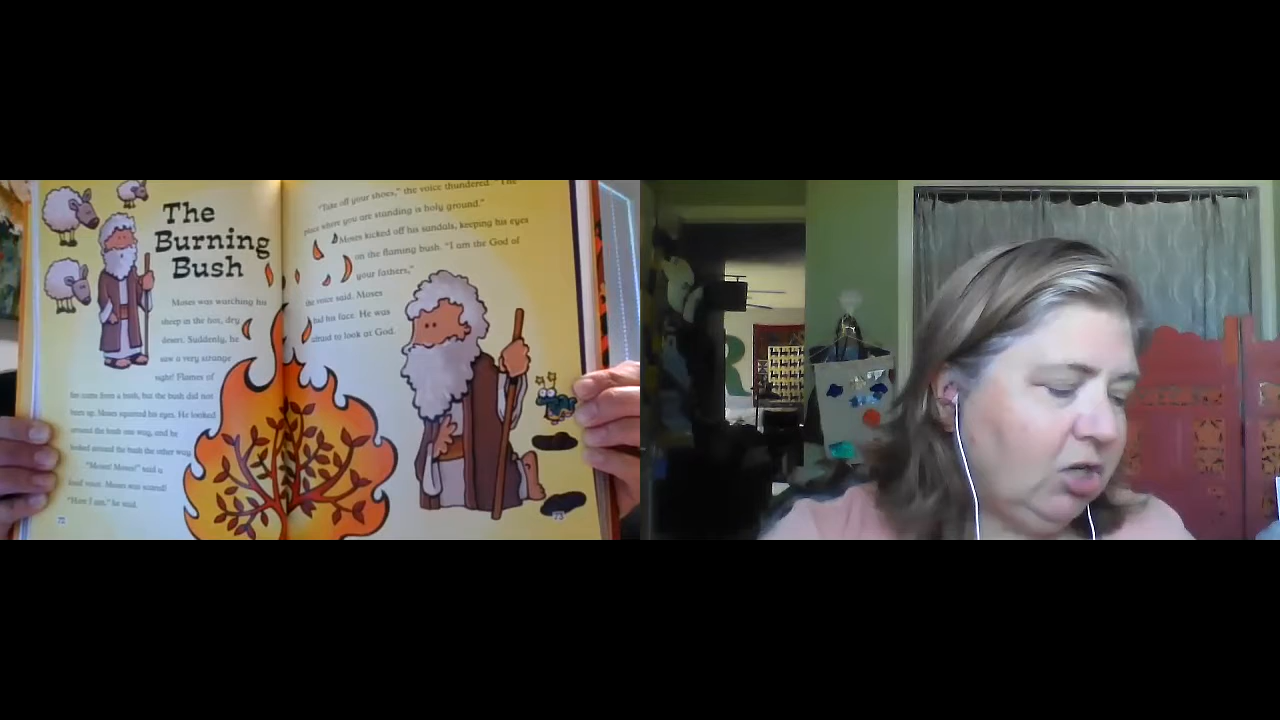 The
Burning
Bush
Moses was watching his
sheep in the hot, dry
desert. Suddenly, he
saw a very strange
sight! Flames of
fire came from a bush, but the bush did not
burn up. Moses squinted his eyes. He looked
around the bush one way, and he
looked around the bush the other way.
"Moses! Moses!" said a
loud voice. Moses was scared!
"Here I am," he said.
72
"Take off your shoes," the voice thundered. "The
place where you are standing is holy ground."
Moses kicked off his sandals, keeping his eyes
on the flaming bush. "I am the God of
your fathers,"
the voice said. Moses
hid his face. He was
afraid to look at God.
73
R